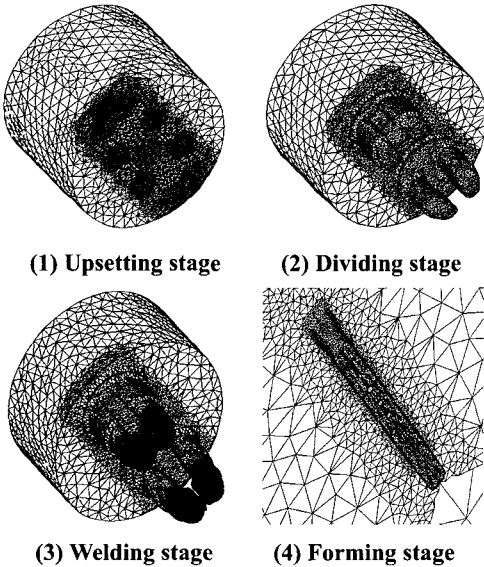 (1) Upsetting stage
(2) Dividing stage
(3) Welding stage
(4) Forming stage